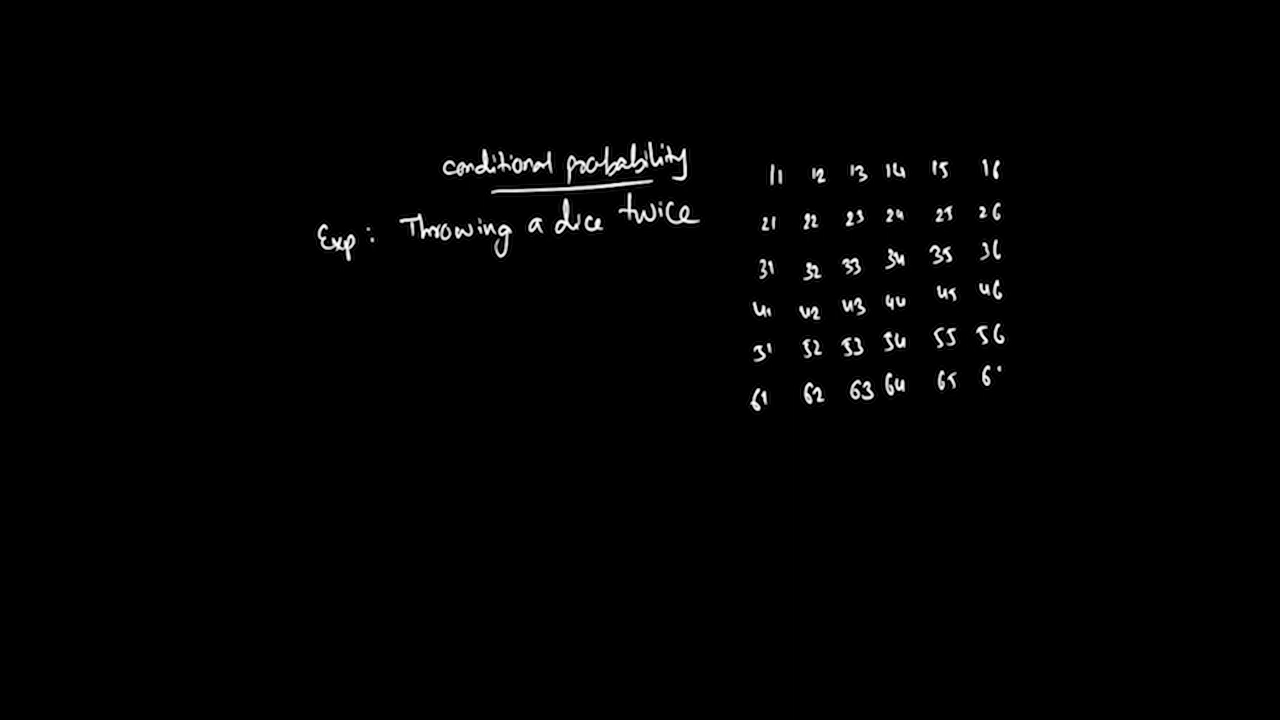 conditional probability
Exp: Throwing a dice twice
11 12 13 14 15 16
21 22 23 24 25 26
31 32 33 34 35 36
41 42 43 44 45 46
51 52 53 54 55 56
61 62 63 64 65 6